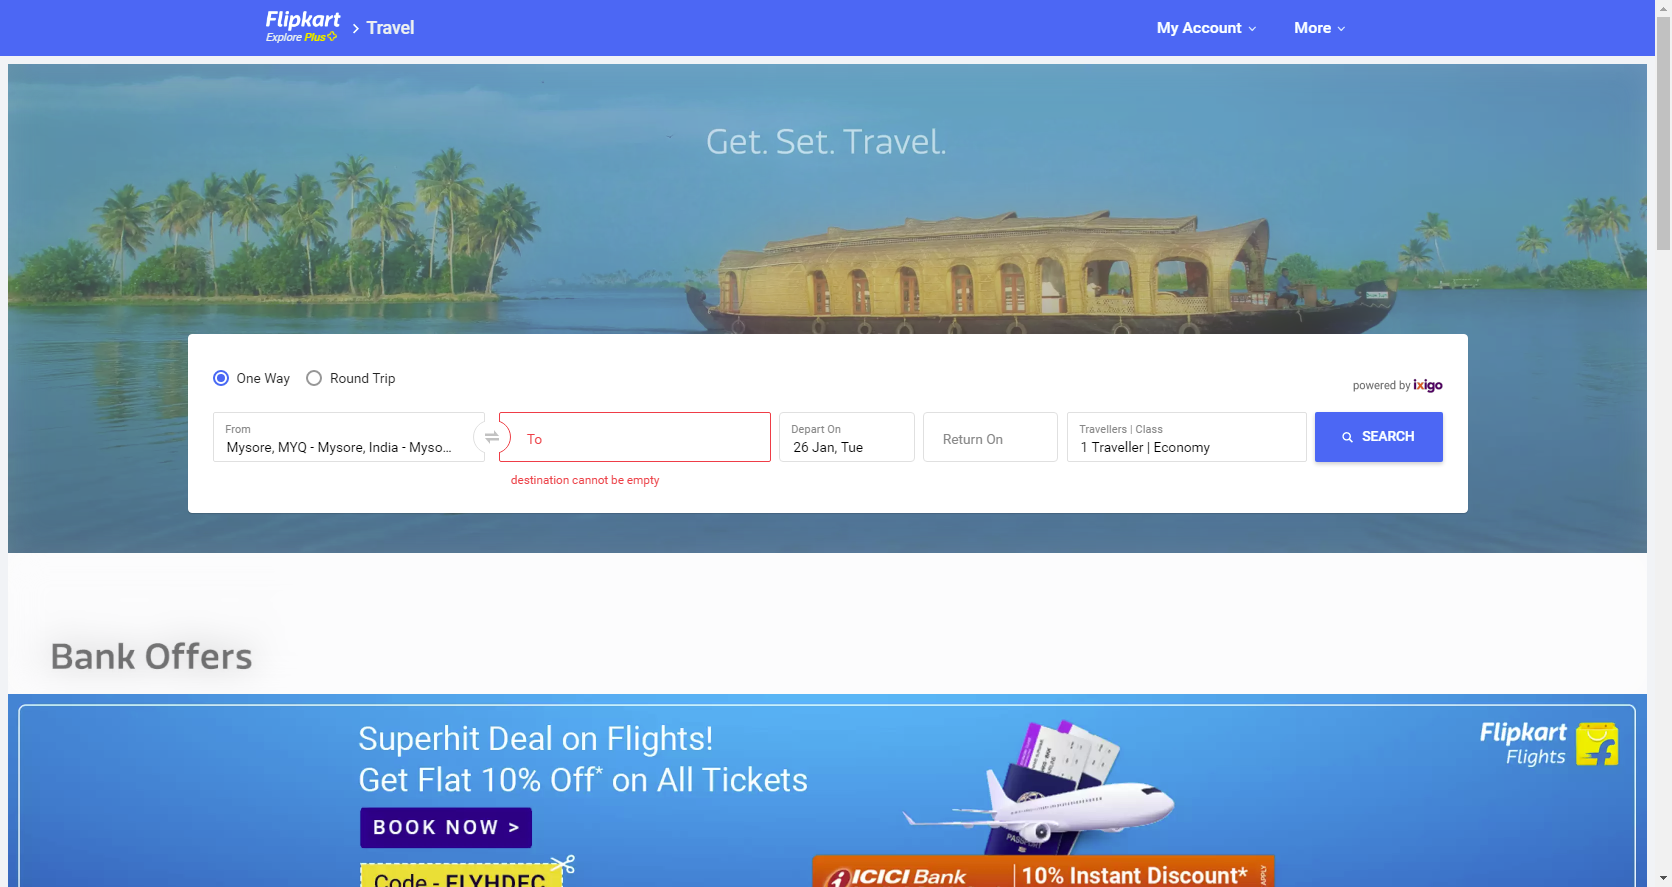 Flipkart
Explore Plus
Travel
My Account
More
Get. Set. Travel.
One Way
Round Trip
powered by ixigo
From
Mysore, MYQ - Mysore, India - Myso...
To
destination cannot be empty
Depart On
26 Jan, Tue
Return On
Travellers | Class
1 Traveller | Economy
SEARCH
Bank Offers
Superhit Deal on Flights!
Get Flat 10% Off* on All Tickets
BOOK NOW >
Code - FLYHDFC
Flipkart
Flights
PASSPORT
ICICI Bank
10% Instant Discount*